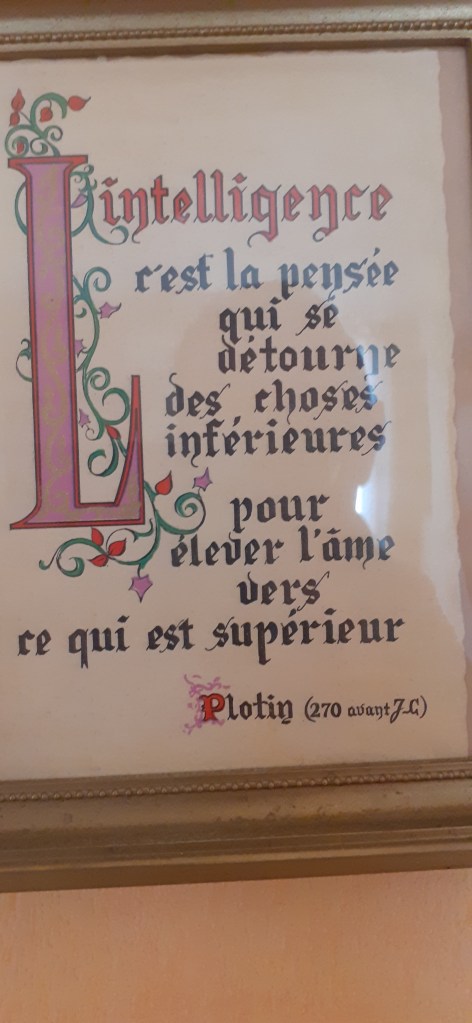 L'intelligence
c'est la pensée
qui sé
détourne
des choses
inférieures
pour
élever l'âme
vers
ce qui est supérieur
Plotin (270 avant J-C)